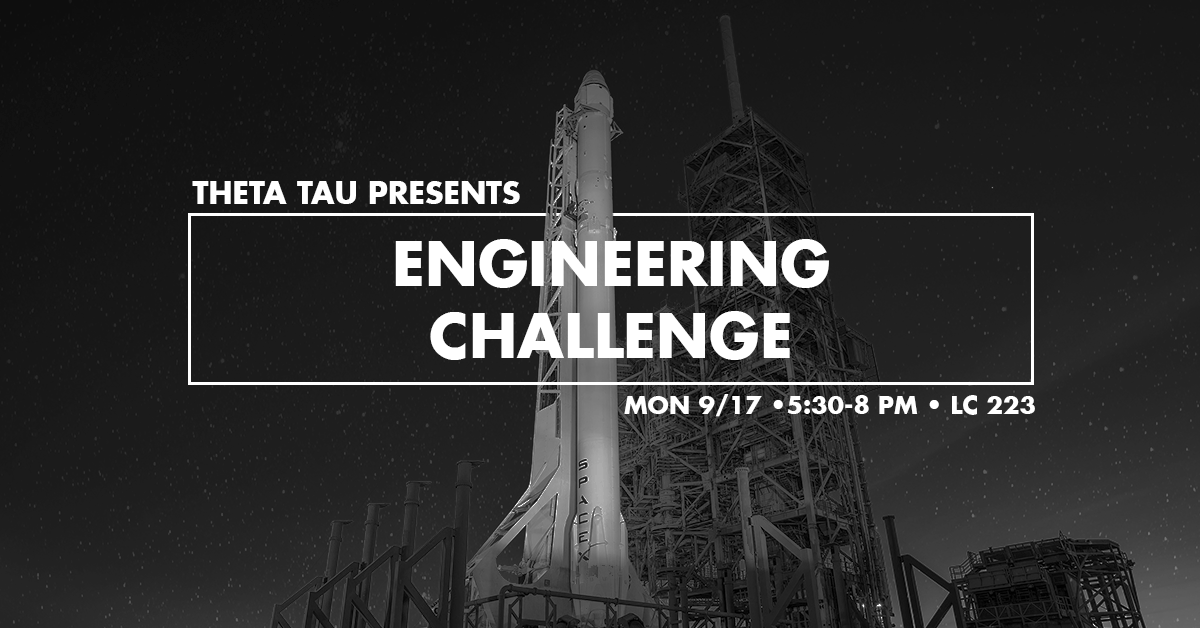 THETA TAU PRESENTS
ENGINEERING
CHALLENGE
MON 9/17 •5:30-8 PM • LC 223
SPACEX